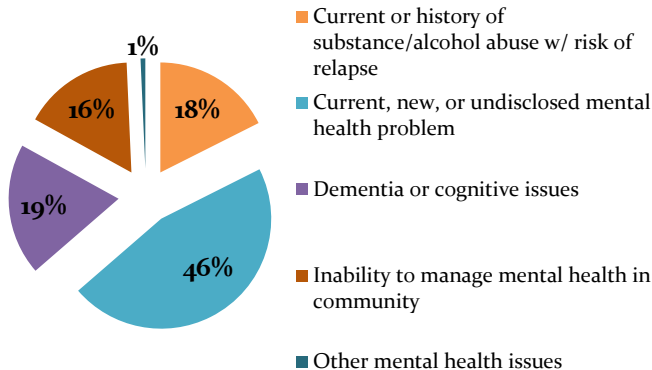 1%
16%
18%
19%
46%
Current or history of
substance/alcohol abuse w/ risk of
relapse
Current, new, or undisclosed mental
health problem
Dementia or cognitive issues
Inability to manage mental health in
community
Other mental health issues